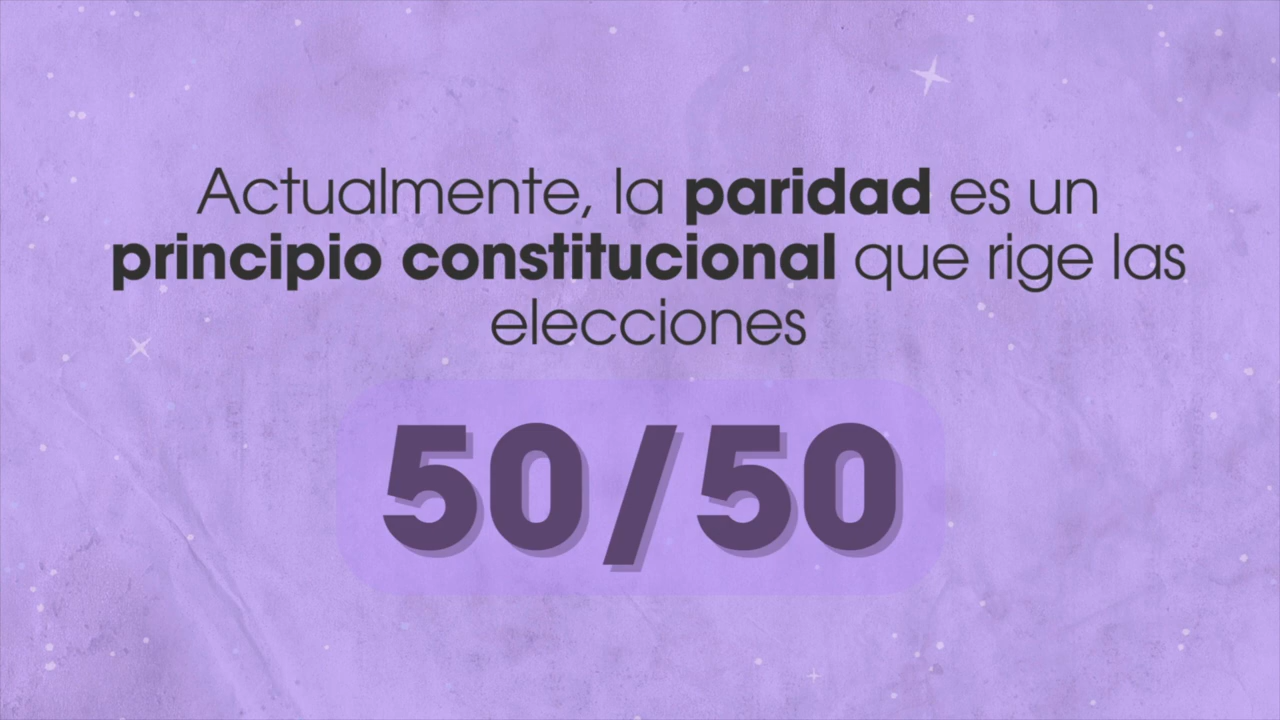 Actualmente, la paridad es un
principio constitucional que rige las
elecciones
50/50